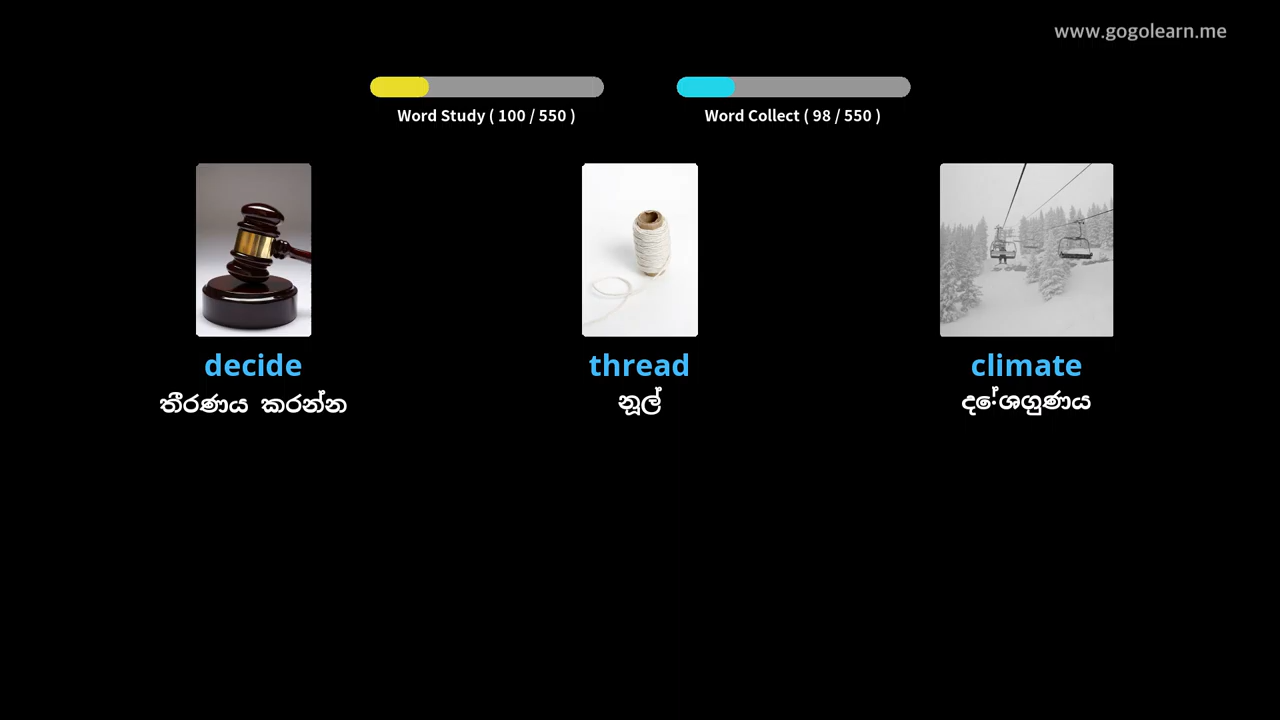 www.gogolearn.me
Word Study ( 100 / 550 )
Word Collect ( 98 / 550 )
decide
තීරණය කරන්න
thread
නූල්
climate
දේශගුණය